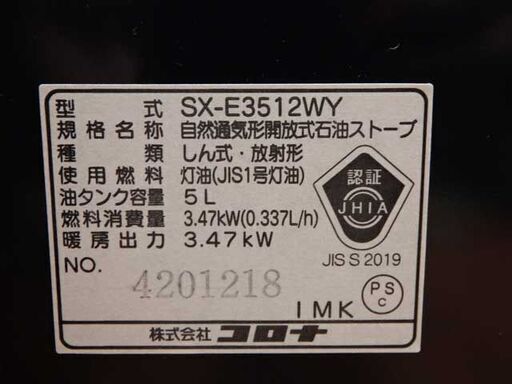 型式 SX-E3512WY
規格名称 自然通気形開放式石油ストーブ
種類 しん式・放射形
使用燃料 灯油(JIS1号灯油)
油タンク容量 5L
燃料消費量 3.47kW(0.337L/h)
暖房出力 3.47kW
認証
JHIA
JIS S 2019
NO. 4201218
IMK
PS
C
株式会社 コロナ